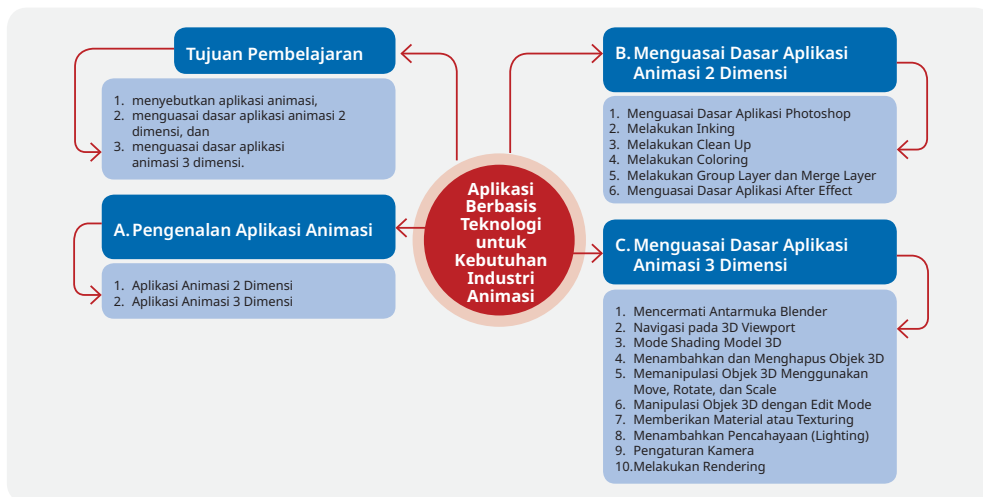 Tujuan Pembelajaran
1. menyebutkan aplikasi animasi,
2. menguasai dasar aplikasi animasi 2
dimensi, dan
3. menguasai dasar aplikasi
animasi 3 dimensi.
A. Pengenalan Aplikasi Animasi
1. Aplikasi Animasi 2 Dimensi
2. Aplikasi Animasi 3 Dimensi
Aplikasi
Berbasis
Teknologi
untuk
Kebutuhan
Industri
Animasi
B. Menguasai Dasar Aplikasi
Animasi 2 Dimensi
1. Menguasai Dasar Aplikasi Photoshop
2. Melakukan Inking
3. Melakukan Clean Up
4. Melakukan Coloring
5. Melakukan Group Layer dan Merge Layer
6. Menguasai Dasar Aplikasi After Effect
C. Menguasai Dasar Aplikasi
Animasi 3 Dimensi
1. Mencermati Antarmuka Blender
2. Navigasi pada 3D Viewport
3. Mode Shading Model 3D
4. Menambahkan dan Menghapus Objek 3D
5. Memanipulasi Objek 3D Menggunakan
Move, Rotate, dan Scale
6. Manipulasi Objek 3D dengan Edit Mode
7. Memberikan Material atau Texturing
8. Menambahkan Pencahayaan (Lighting)
9. Pengaturan Kamera
10.Melakukan Rendering